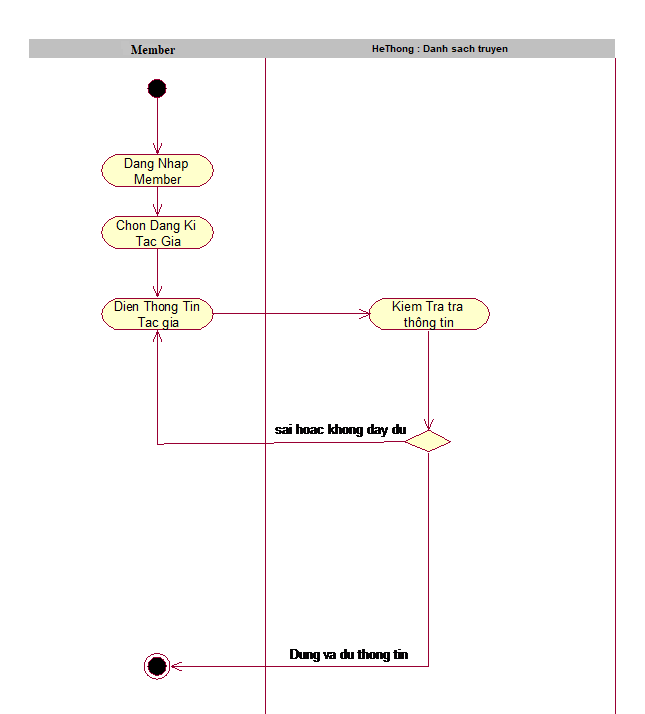 Member
HeThong : Danh sach truyen
Dang Nhap
Member
Chon Dang Ki
Tac Gia
Dien Thong Tin
Tac gia
Kiem Tra tra
thông tin
sai hoac khong day du
Dung va du thong tin